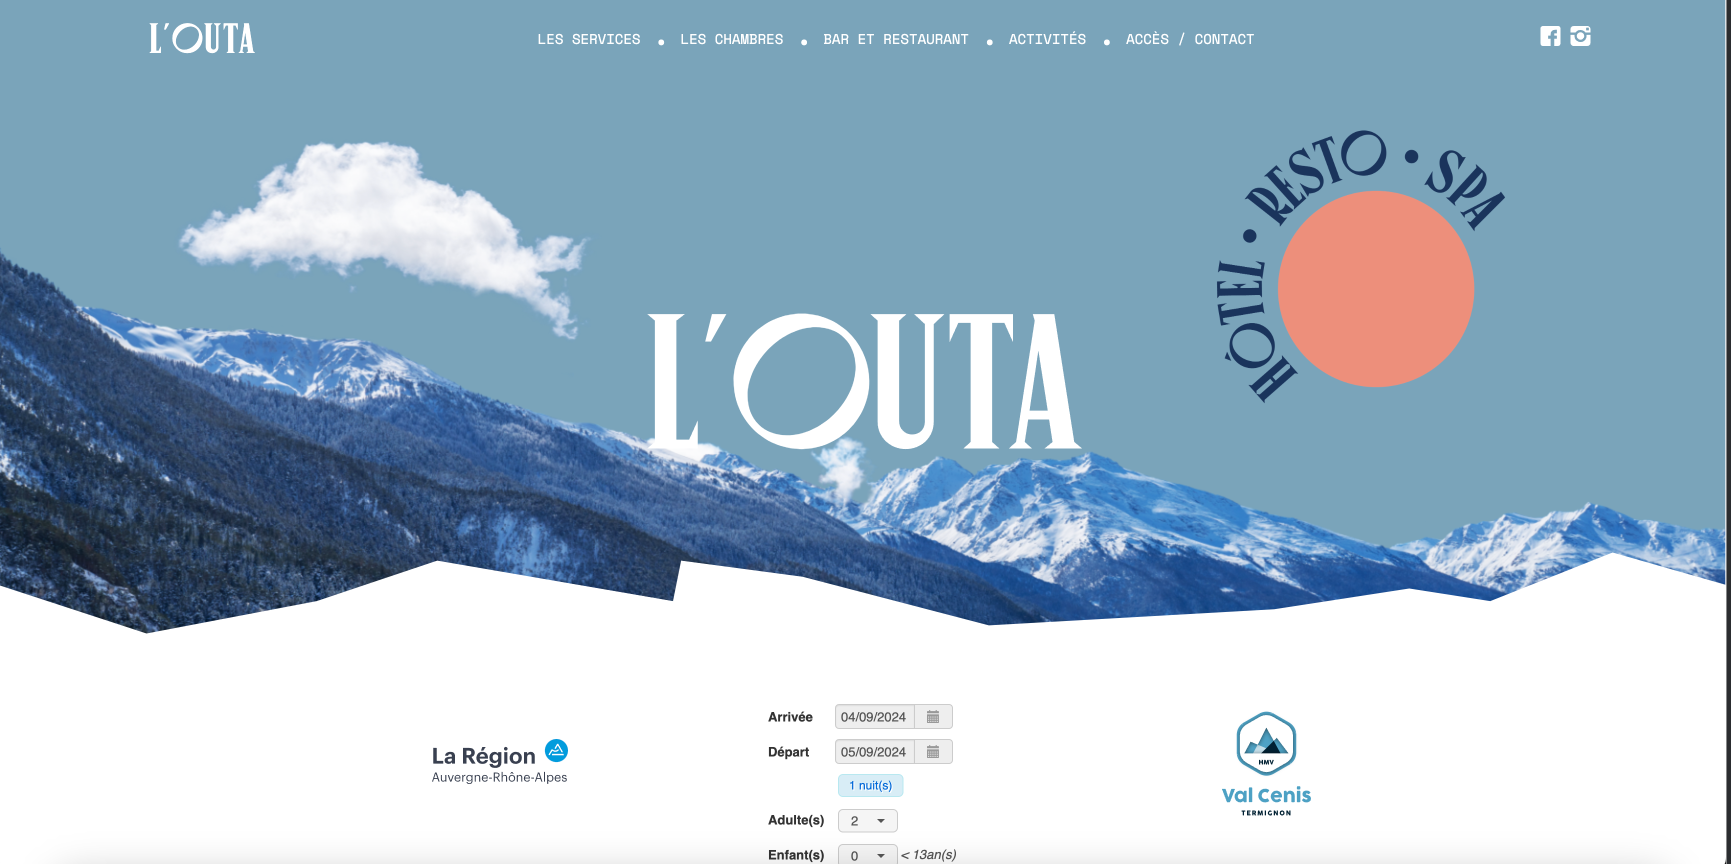 L'OUTA
LES SERVICES • LES CHAMBRES • BAR ET RESTAURANT • ACTIVITÉS • ACCÈS / CONTACT
HÔTEL • RESTO • SPA
L'OUTA
La Région
Auvergne-Rhône-Alpes
Arrivée 04/09/2024
Départ 05/09/2024
1 nuit(s)
Adulte(s) 2
Enfant(s) 0 < 13an(s)
HMV
Val Cenis
TERMIGNON